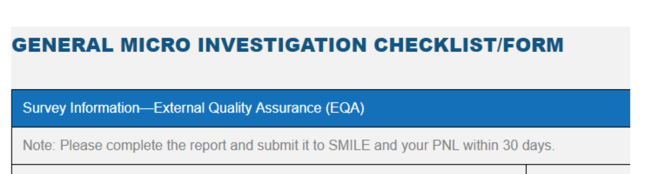 GENERAL MICRO INVESTIGATION CHECKLIST/FORM
Survey Information—External Quality Assurance (EQA)
Note: Please complete the report and submit it to SMILE and your PNL within 30 days.